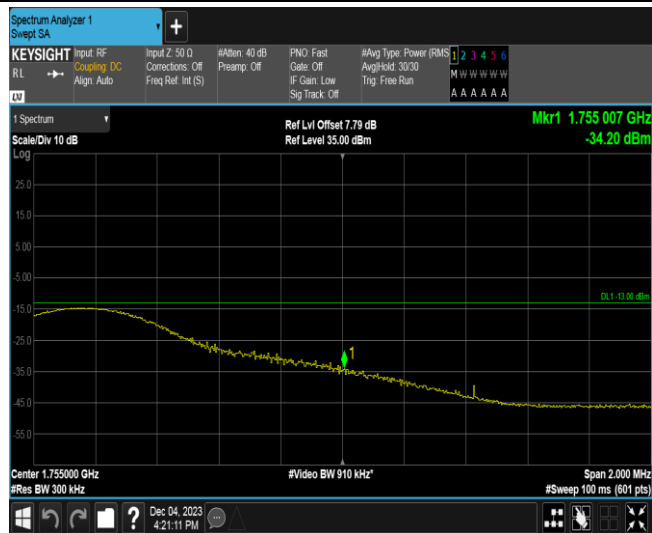 Spectrum Analyzer 1
Swept SA
+
KEYSIGHT
RL
Input: RF
Coupling: DC
Align: Auto
Input Z: 50 Ω
Corrections: Off
Freq Ref: Int (S)
#Atten: 40 dB
Preamp: Off
PNO: Fast
Gate: Off
IF Gain: Low
Sig Track: Off
#Avg Type: Power (RMS
Avg|Hold: 30/30
Trig: Free Run
1 2 3 4 5 6
M W W W W W
A A A A A A
1 Spectrum
Scale/Div 10 dB
Log
Ref Lvl Offset 7.79 dB
Ref Level 35.00 dBm
Mkr1 1.755 007 GHz
-34.20 dBm
25.0
15.0
5.00
-5.00
DL1 -13.00 dBm
-15.0
-25.0
1
-35.0
-45.0
-55.0
Center 1.755000 GHz
#Video BW 910 kHz*
Span 2.000 MHz
#Res BW 300 kHz
#Sweep 100 ms (601 pts)
?
Dec 04, 2023
4:21:11 PM